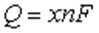 Q = xnF